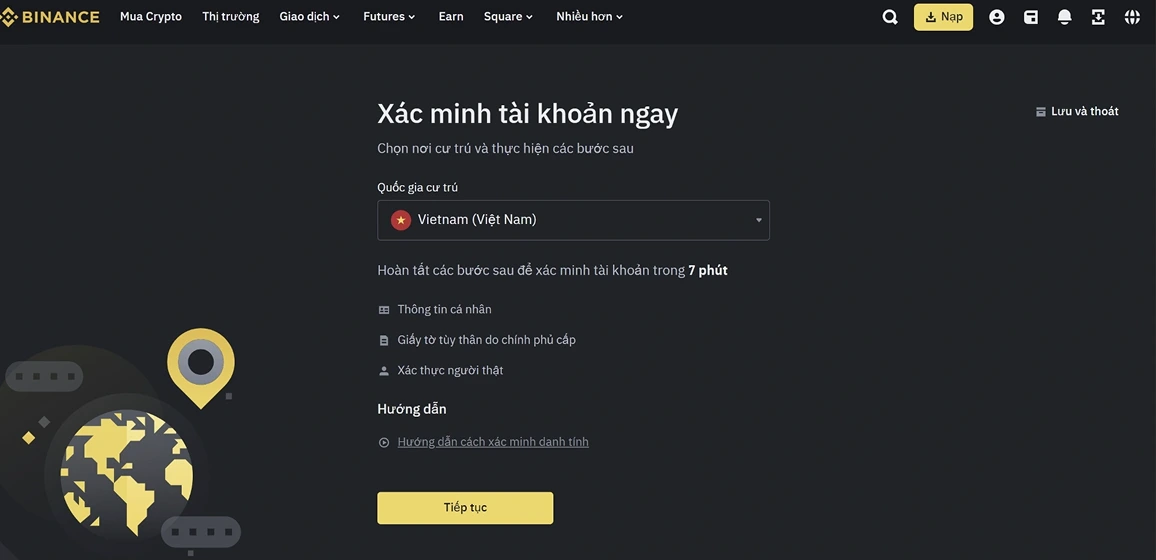 BINANCE Mua Crypto Thị trường Giao dịch Futures Earn Square Nhiều hơn Nạp
Xác minh tài khoản ngay
Lưu và thoát
Chọn nơi cư trú và thực hiện các bước sau
Quốc gia cư trú
Vietnam (Việt Nam)
Hoàn tất các bước sau để xác minh tài khoản trong 7 phút
Thông tin cá nhân
Giấy tờ tùy thân do chính phủ cấp
Xác thực người thật
Hướng dẫn
Hướng dẫn cách xác minh danh tính
Tiếp tục